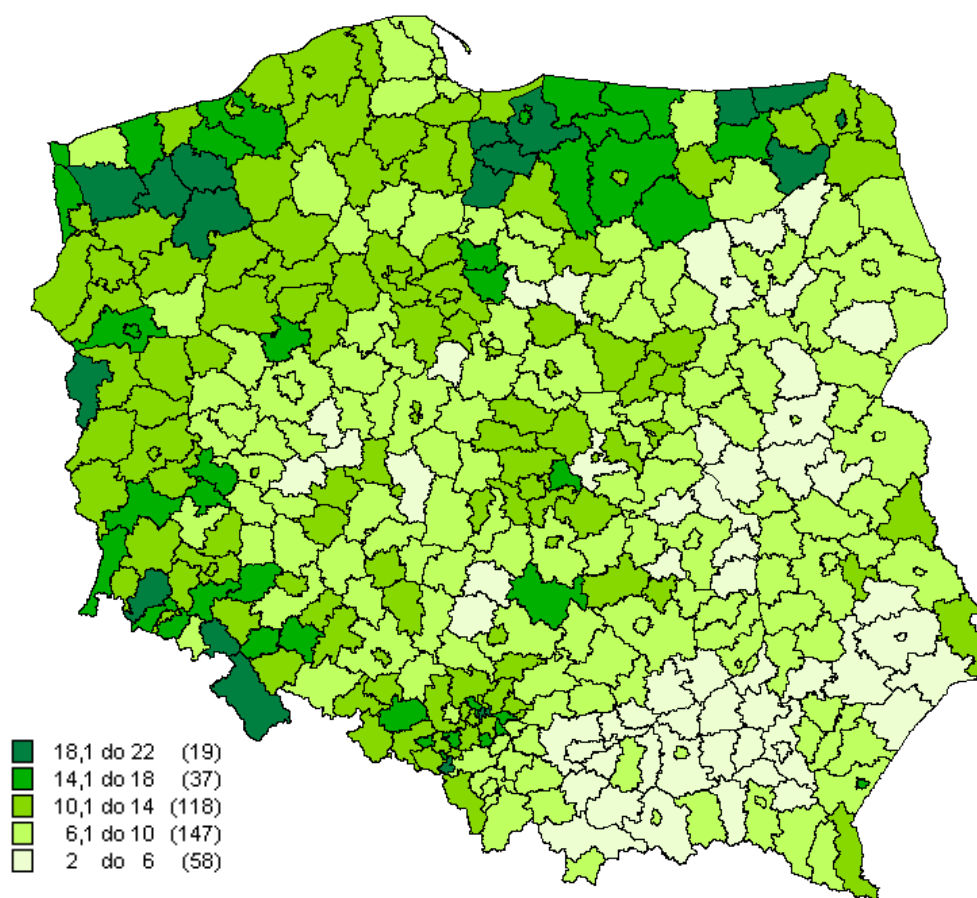 18,1 do 22 (19)
14,1 do 18 (37)
10,1 do 14 (118)
6,1 do 10 (147)
2 do 6 (58)